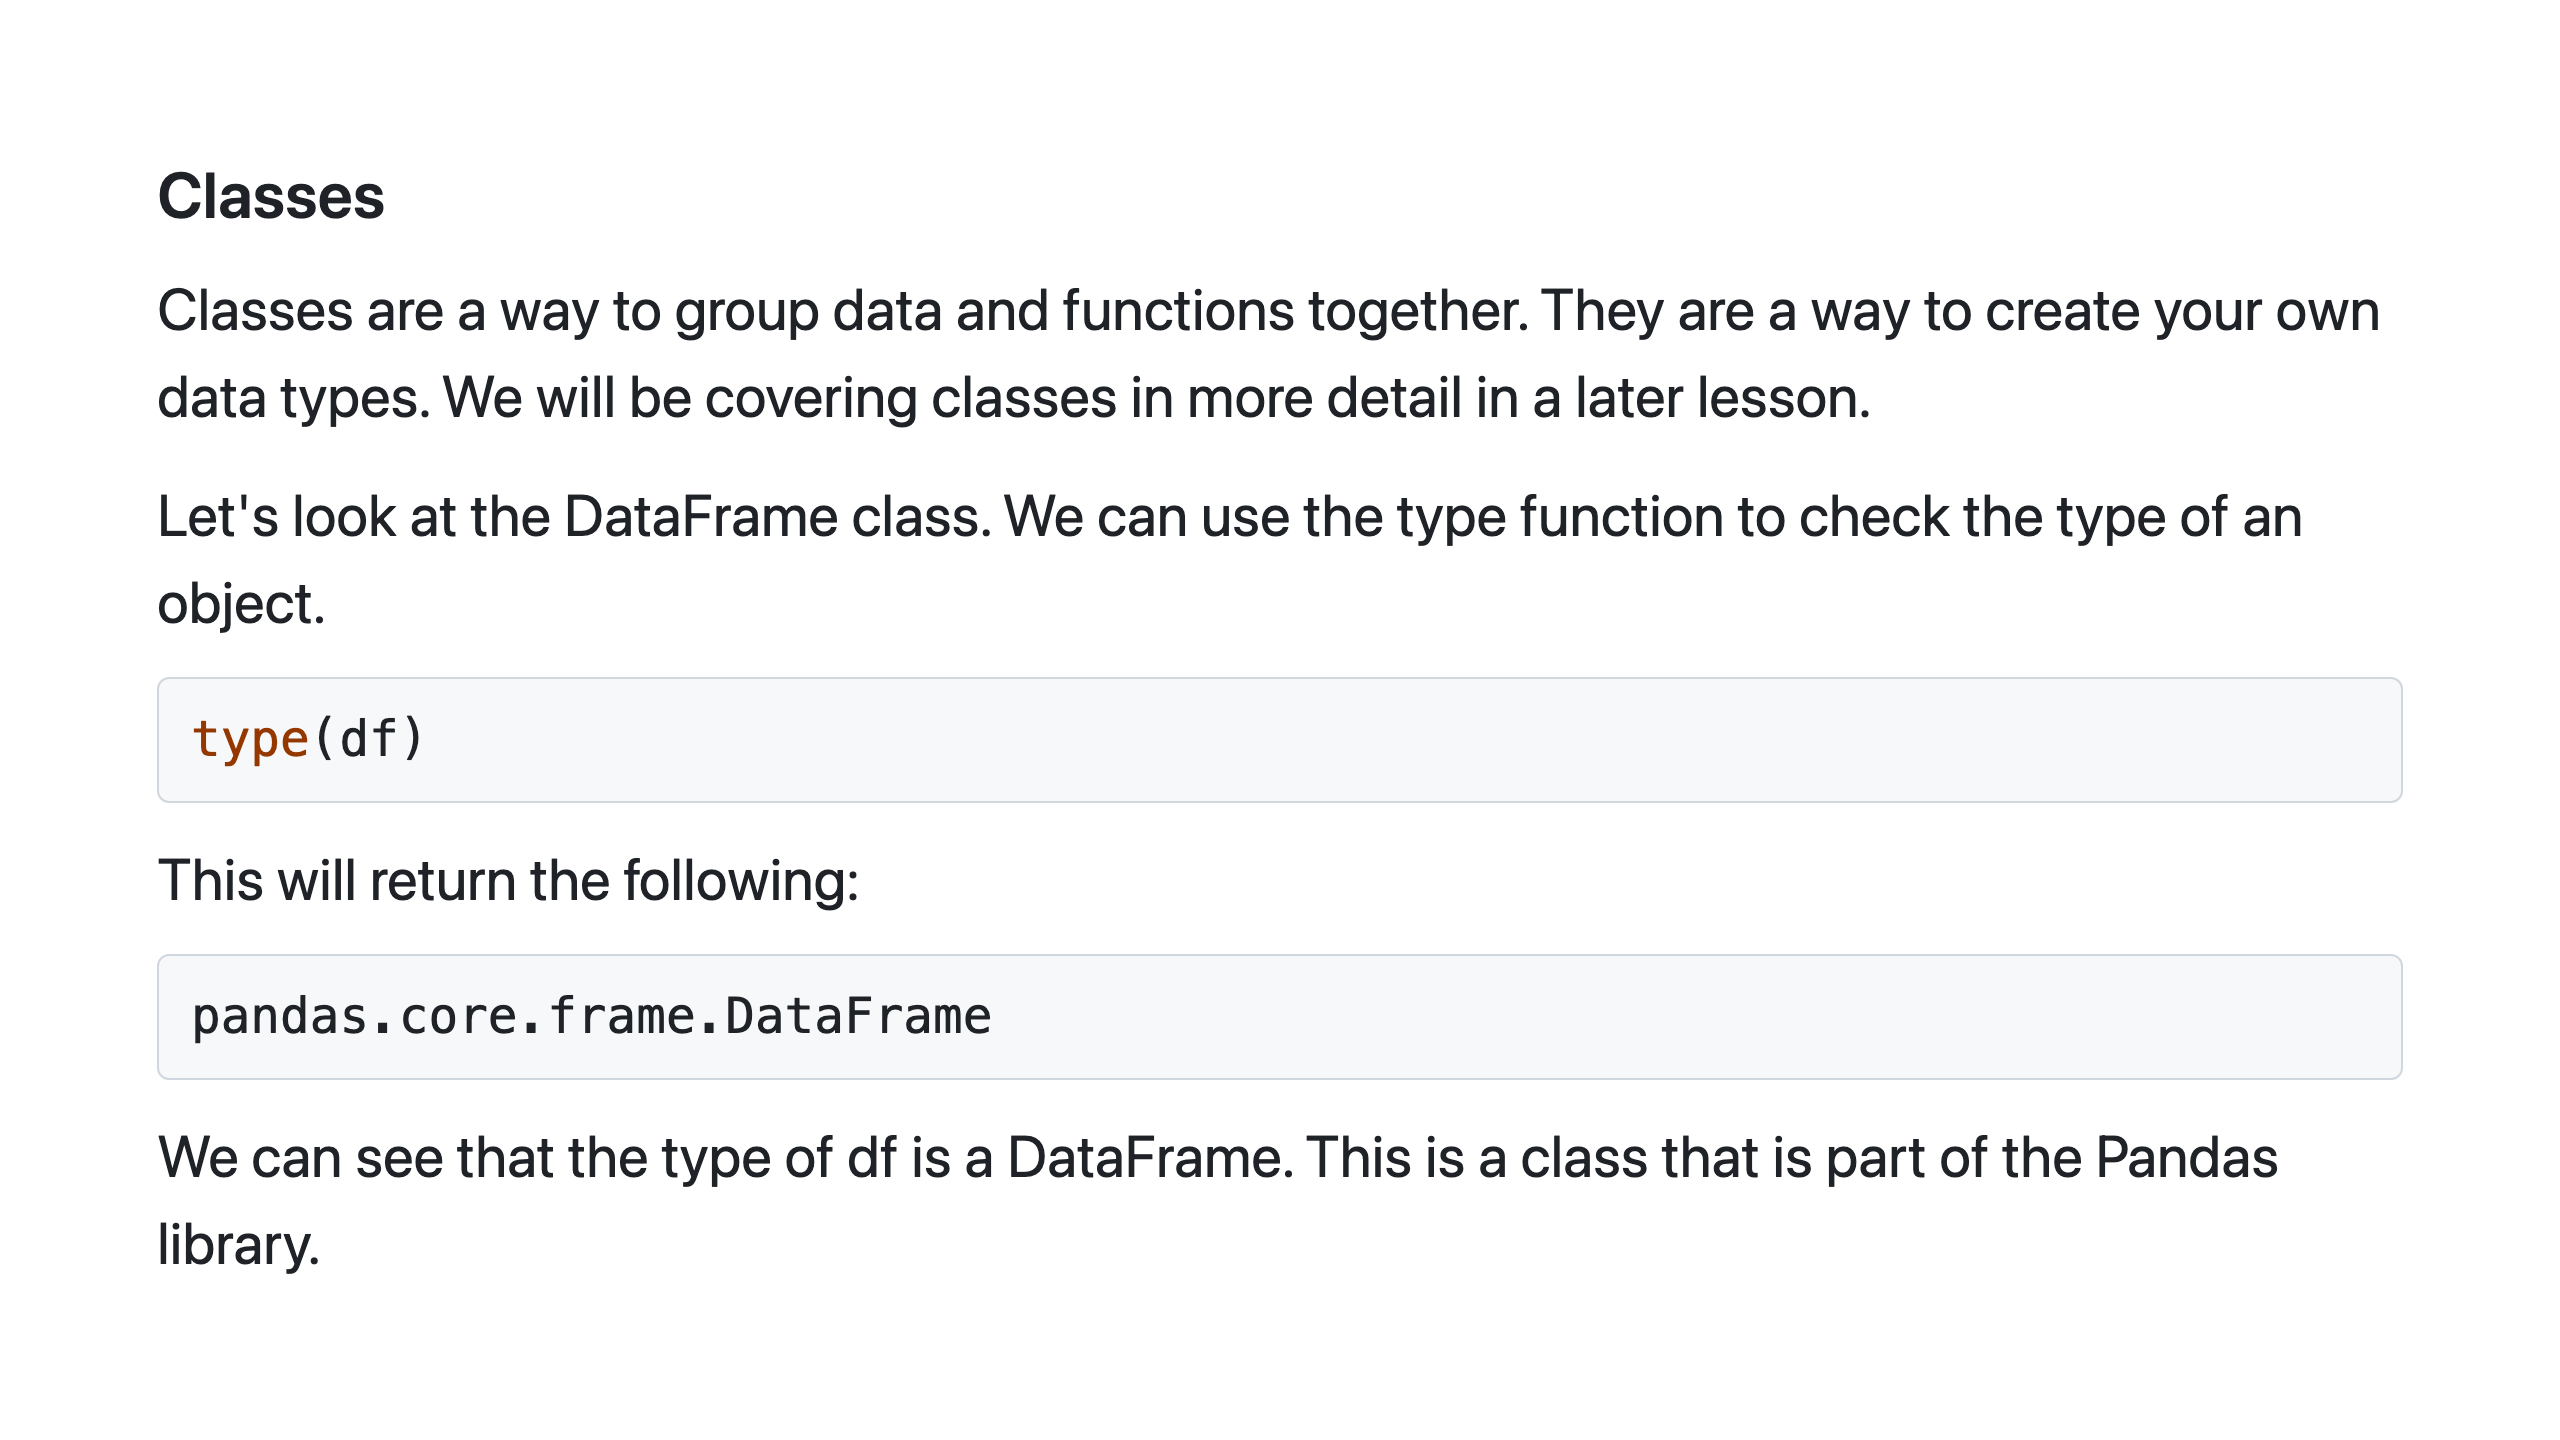 Classes
Classes are a way to group data and functions together. They are a way to create your own
data types. We will be covering classes in more detail in a later lesson.
Let's look at the DataFrame class. We can use the type function to check the type of an
object.
type(df)
This will return the following:
pandas.core.frame.DataFrame
We can see that the type of df is a DataFrame. This is a class that is part of the Pandas
library.